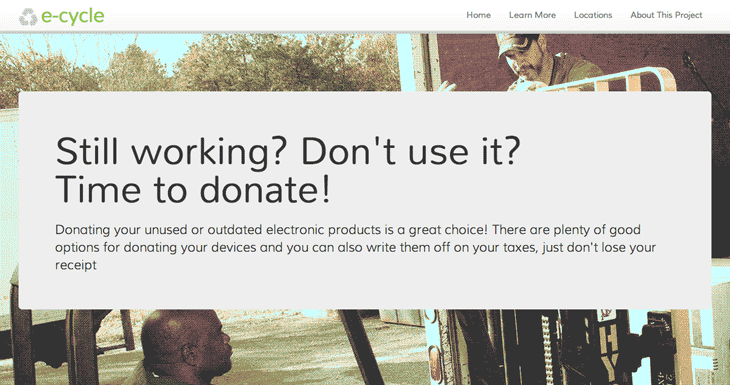 e-cycle
Home Learn More Locations About This Project
Still working? Don't use it?
Time to donate!
Donating your unused or outdated electronic products is a great choice! There are plenty of good
options for donating your devices and you can also write them off on your taxes, just don't lose your
receipt